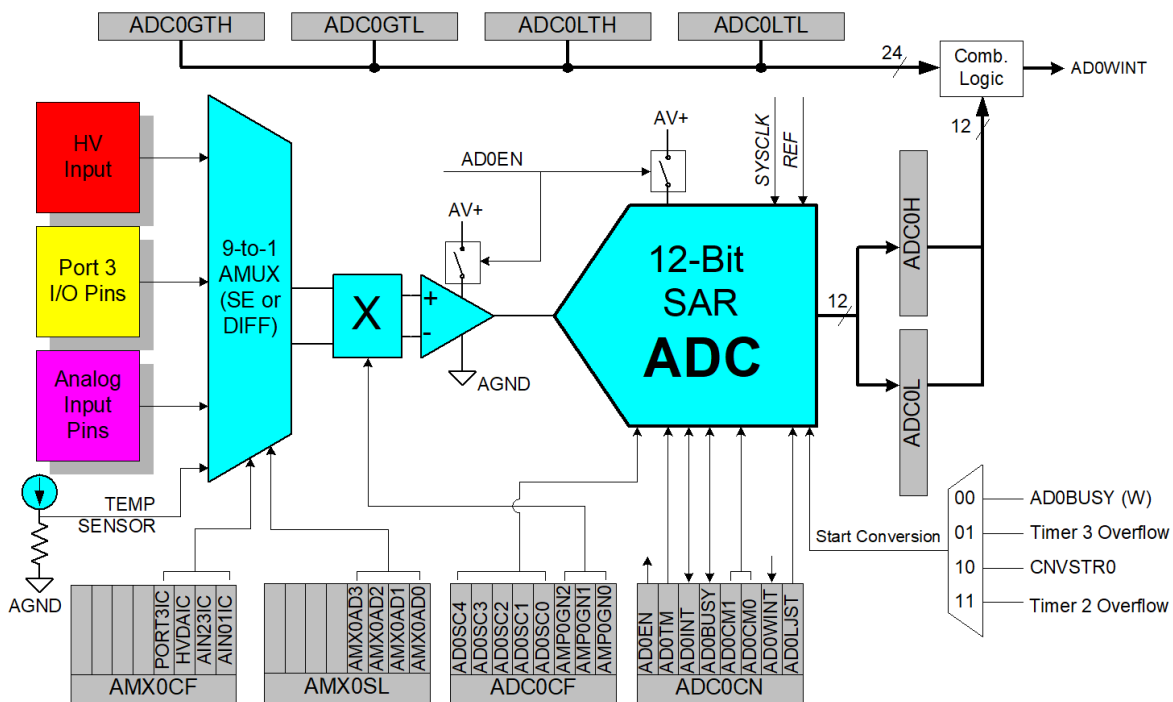 ADC0GTH
ADC0GTL
ADC0LTH
ADC0LTL
24
Comb.
Logic
AD0WINT
12
HV
Input
Port 3
I/O Pins
Analog
Input
Pins
TEMP
SENSOR
AGND
9-to-1
AMUX
(SE or
DIFF)
X
+
-
AV+
AGND
AD0EN
AV+
SYSCLK
REF
12-Bit
SAR
ADC
12
ADC0H
ADC0L
Start Conversion
00
01
10
11
AD0BUSY (W)
Timer 3 Overflow
CNVSTR0
Timer 2 Overflow
PORT3IC
HVDAIC
AIN23IC
AIN01IC
AMX0CF
AMX0AD3
AMX0AD2
AMX0AD1
AMX0AD0
AMX0SL
AD0SC4
AD0SC3
AD0SC2
AD0SC1
AD0SC0
AMP0GN2
AMP0GN1
AMP0GN0
ADC0CF
AD0EN
AD0TM
AD0INT
AD0BUSY
AD0CM1
AD0CM0
AD0WINT
AD0LJST
ADC0CN